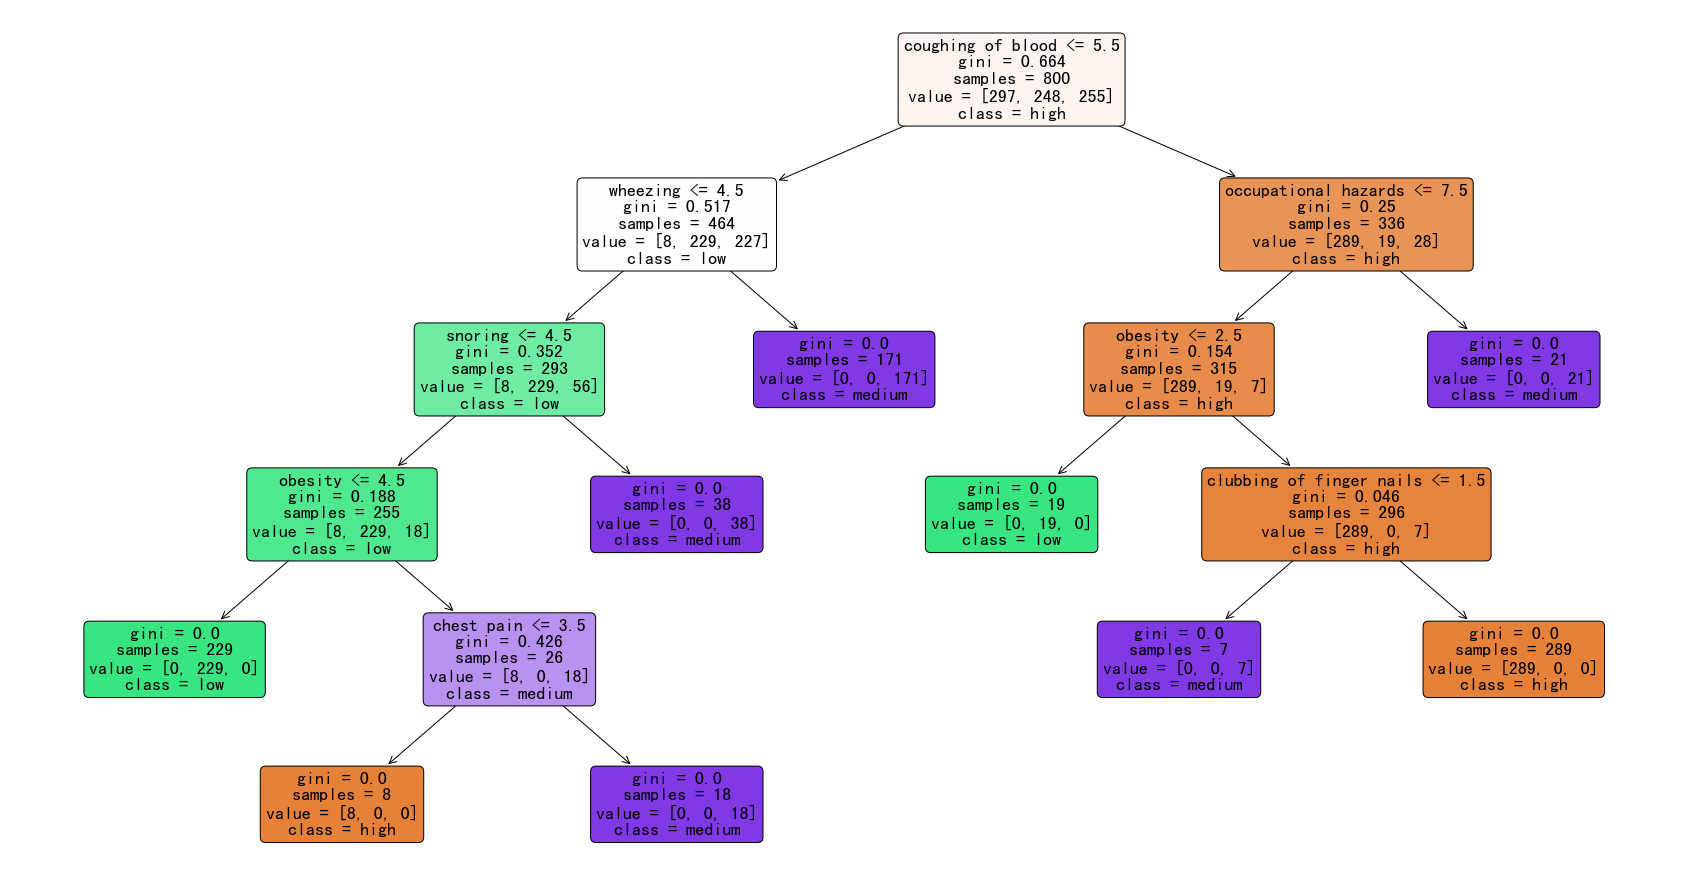 coughing of blood <= 5.5
gini = 0.664
samples = 800
value = [297, 248, 255]
class = high
wheezing <= 4.5
gini = 0.517
samples = 464
value = [8, 229, 227]
class = low
occupational hazards <= 7.5
gini = 0.25
samples = 336
value = [289, 19, 28]
class = high
snoring <= 4.5
gini = 0.352
samples = 293
value = [8, 229, 56]
class = low
gini = 0.0
samples = 171
value = [0, 0, 171]
class = medium
obesity <= 2.5
gini = 0.154
samples = 315
value = [289, 19, 7]
class = high
gini = 0.0
samples = 21
value = [0, 0, 21]
class = medium
obesity <= 4.5
gini = 0.188
samples = 255
value = [8, 229, 18]
class = low
gini = 0.0
samples = 38
value = [0, 0, 38]
class = medium
gini = 0.0
samples = 19
value = [0, 19, 0]
class = low
clubbing of finger nails <= 1.5
gini = 0.046
samples = 296
value = [289, 0, 7]
class = high
gini = 0.0
samples = 229
value = [0, 229, 0]
class = low
chest pain <= 3.5
gini = 0.426
samples = 26
value = [8, 0, 18]
class = medium
gini = 0.0
samples = 7
value = [0, 0, 7]
class = medium
gini = 0.0
samples = 289
value = [289, 0, 0]
class = high
gini = 0.0
samples = 8
value = [8, 0, 0]
class = high
gini = 0.0
samples = 18
value = [0, 0, 18]
class = medium